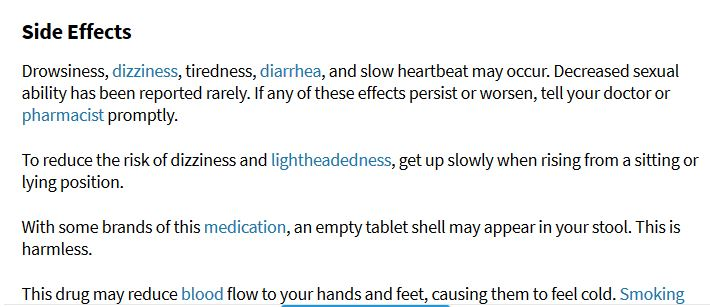 Side Effects
Drowsiness, dizziness, tiredness, diarrhea, and slow heartbeat may occur. Decreased sexual
ability has been reported rarely. If any of these effects persist or worsen, tell your doctor or
pharmacist promptly.
To reduce the risk of dizziness and lightheadedness, get up slowly when rising from a sitting or
lying position.
With some brands of this medication, an empty tablet shell may appear in your stool. This is
harmless.
This drug may reduce blood flow to your hands and feet, causing them to feel cold. Smoking